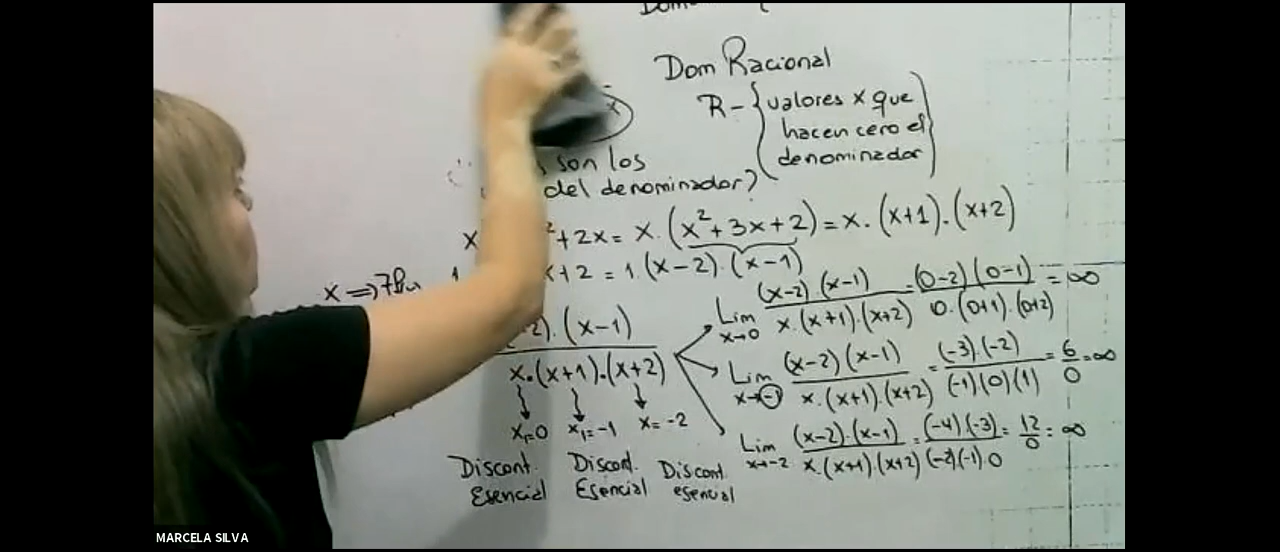 Dom Racional
R - { valores x que
hacen cero el
denominador }
x
son los
del denominador?
x ² + 2x = x. (x² + 3x + 2) = x. (x+1). (x+2)
x + 2 = 1. (x-2). (x-1)
x ⇒
2). (x-1)
x. (x+1). (x+2)
x₁=0 x₁=-1 x=-2
Discont. Discont. Discont.
Esencial Esencial esencial
Lim x→0 (x-2)(x-1) / x.(x+1).(x+2) = (0-2)(0-1) / 0.(0+1).(0+2) = ∞
Lim x→-1 (x-2)(x-1) / x.(x+1).(x+2) = (-3).(-2) / (-1)(0)(1) = 6/0 = ∞
Lim x→-2 (x-2).(x-1) / x.(x+1)(x+2) = (-4)(-3) / (-2)(-1).0 = 12/0 = ∞
MARCELA SILVA